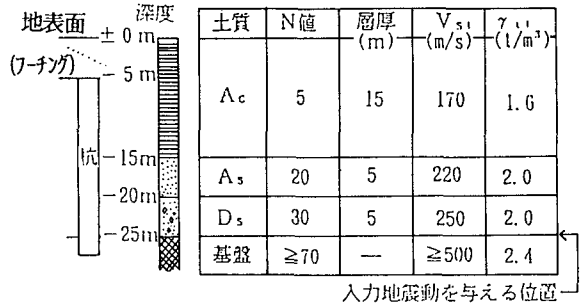 地表面
深度
± 0 m
(フーチング)
− 5 m
杭
−15m
−20m
−25m
土質 N値 層厚(m) Vsi(m/s) γti(t/m³)
Ac 5 15 170 1.6
As 20 5 220 2.0
Ds 30 5 250 2.0
基盤 ≧70 — ≧500 2.4
入力地震動を与える位置